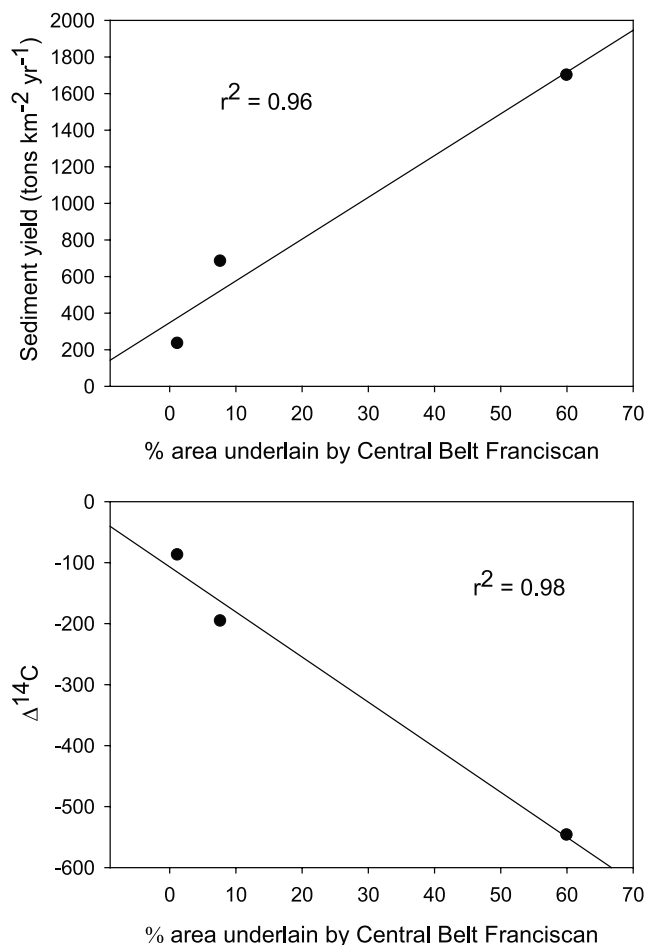 2000
1800
1600
1400
1200
1000
800
600
400
200
0
Sediment yield (tons km⁻² yr⁻¹)
r² = 0.96
0 10 20 30 40 50 60 70
% area underlain by Central Belt Franciscan
0
-100
-200
-300
-400
-500
-600
Δ¹⁴C
r² = 0.98
0 10 20 30 40 50 60 70
% area underlain by Central Belt Franciscan